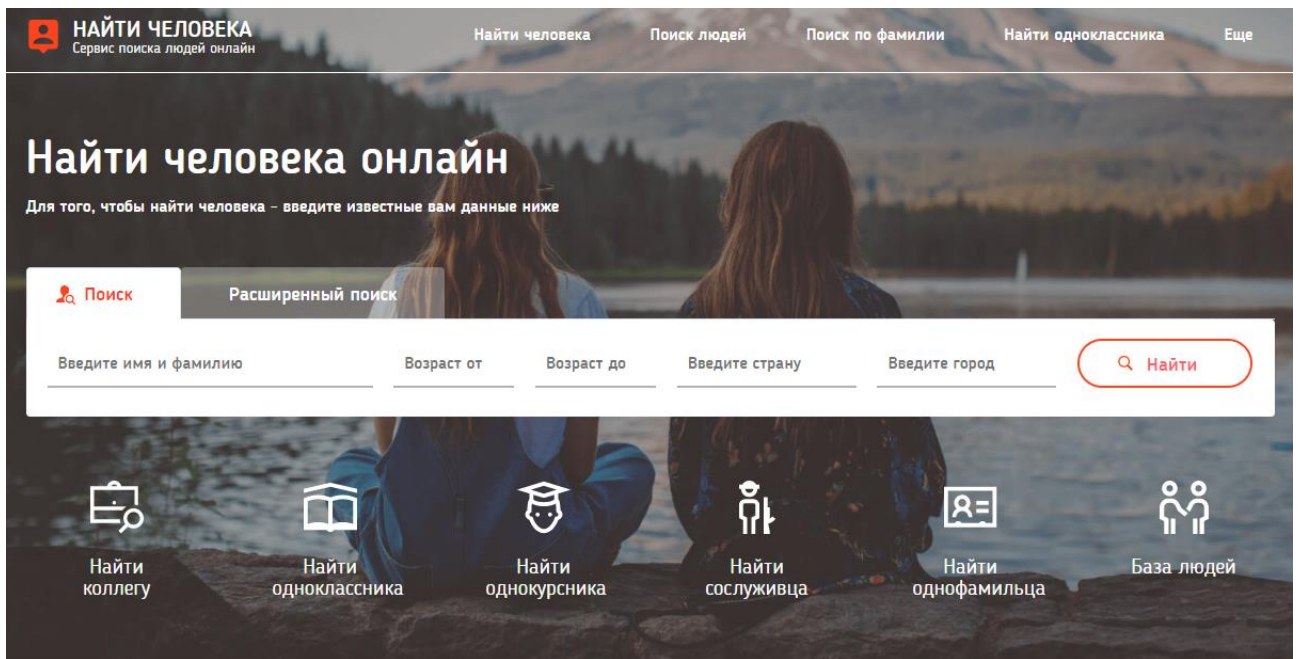 НАЙТИ ЧЕЛОВЕКА
Сервис поиска людей онлайн
Найти человека
Поиск людей
Поиск по фамилии
Найти одноклассника
Еще
Найти человека онлайн
Для того, чтобы найти человека – введите известные вам данные ниже
Поиск
Расширенный поиск
Введите имя и фамилию
Возраст от
Возраст до
Введите страну
Введите город
Найти
Найти
коллегу
Найти
одноклассника
Найти
однокурсника
Найти
сослуживца
Найти
однофамильца
База людей